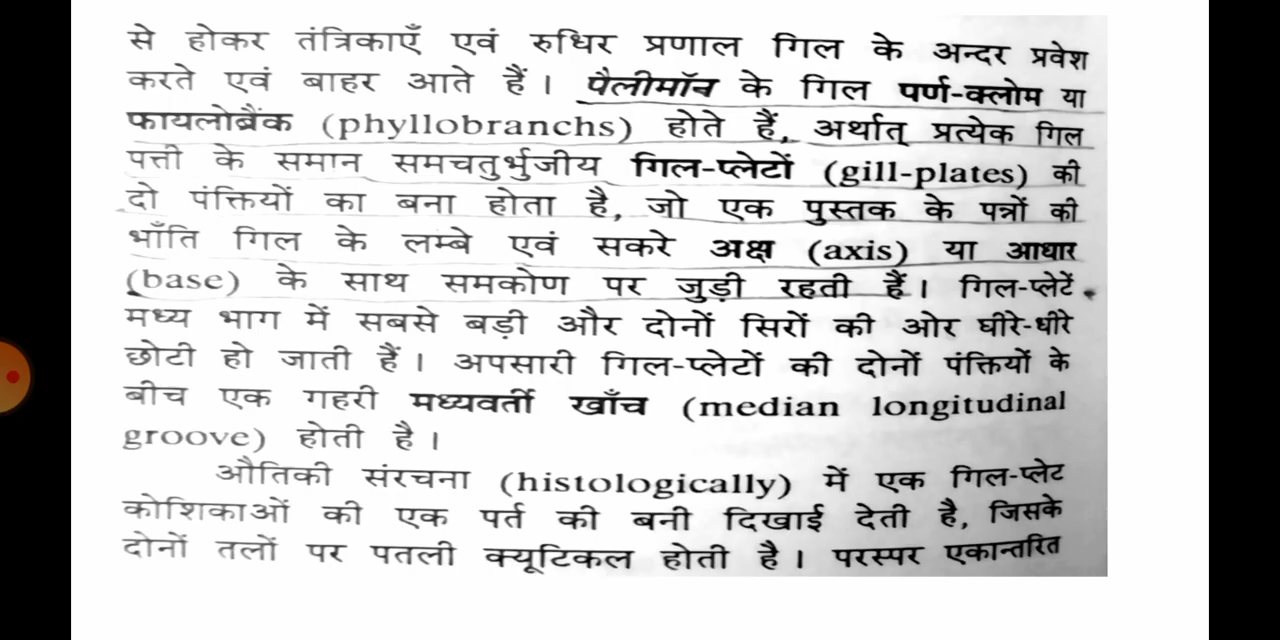 से होकर तंत्रिकाएँ एवं रुधिर प्रणाल गिल के अन्दर प्रवेश
करते एवं बाहर आते हैं। पैलीमॉन के गिल पर्ण-क्लोम या
फायलोब्रैंक (phyllobranchs) होते हैं, अर्थात् प्रत्येक गिल
पत्ती के समान समचतुर्भुजीय गिल-प्लेटों (gill-plates) की
दो पंक्तियों का बना होता है, जो एक पुस्तक के पत्रों की
भाँति गिल के लम्बे एवं सकरे अक्ष (axis) या आधार
(base) के साथ समकोण पर जुड़ी रहती हैं। गिल-प्लेटें
मध्य भाग में सबसे बड़ी और दोनों सिरों की ओर धीरे-धीरे
छोटी हो जाती हैं। अपसारी गिल-प्लेटों की दोनों पंक्तियों के
बीच एक गहरी मध्यवर्ती खाँच (median longitudinal
groove) होती है।
औतिकी संरचना (histologically) में एक गिल-प्लेट
कोशिकाओं की एक पर्त की बनी दिखाई देती है, जिसके
दोनों तलों पर पतली क्यूटिकल होती है। परस्पर एकान्तरित